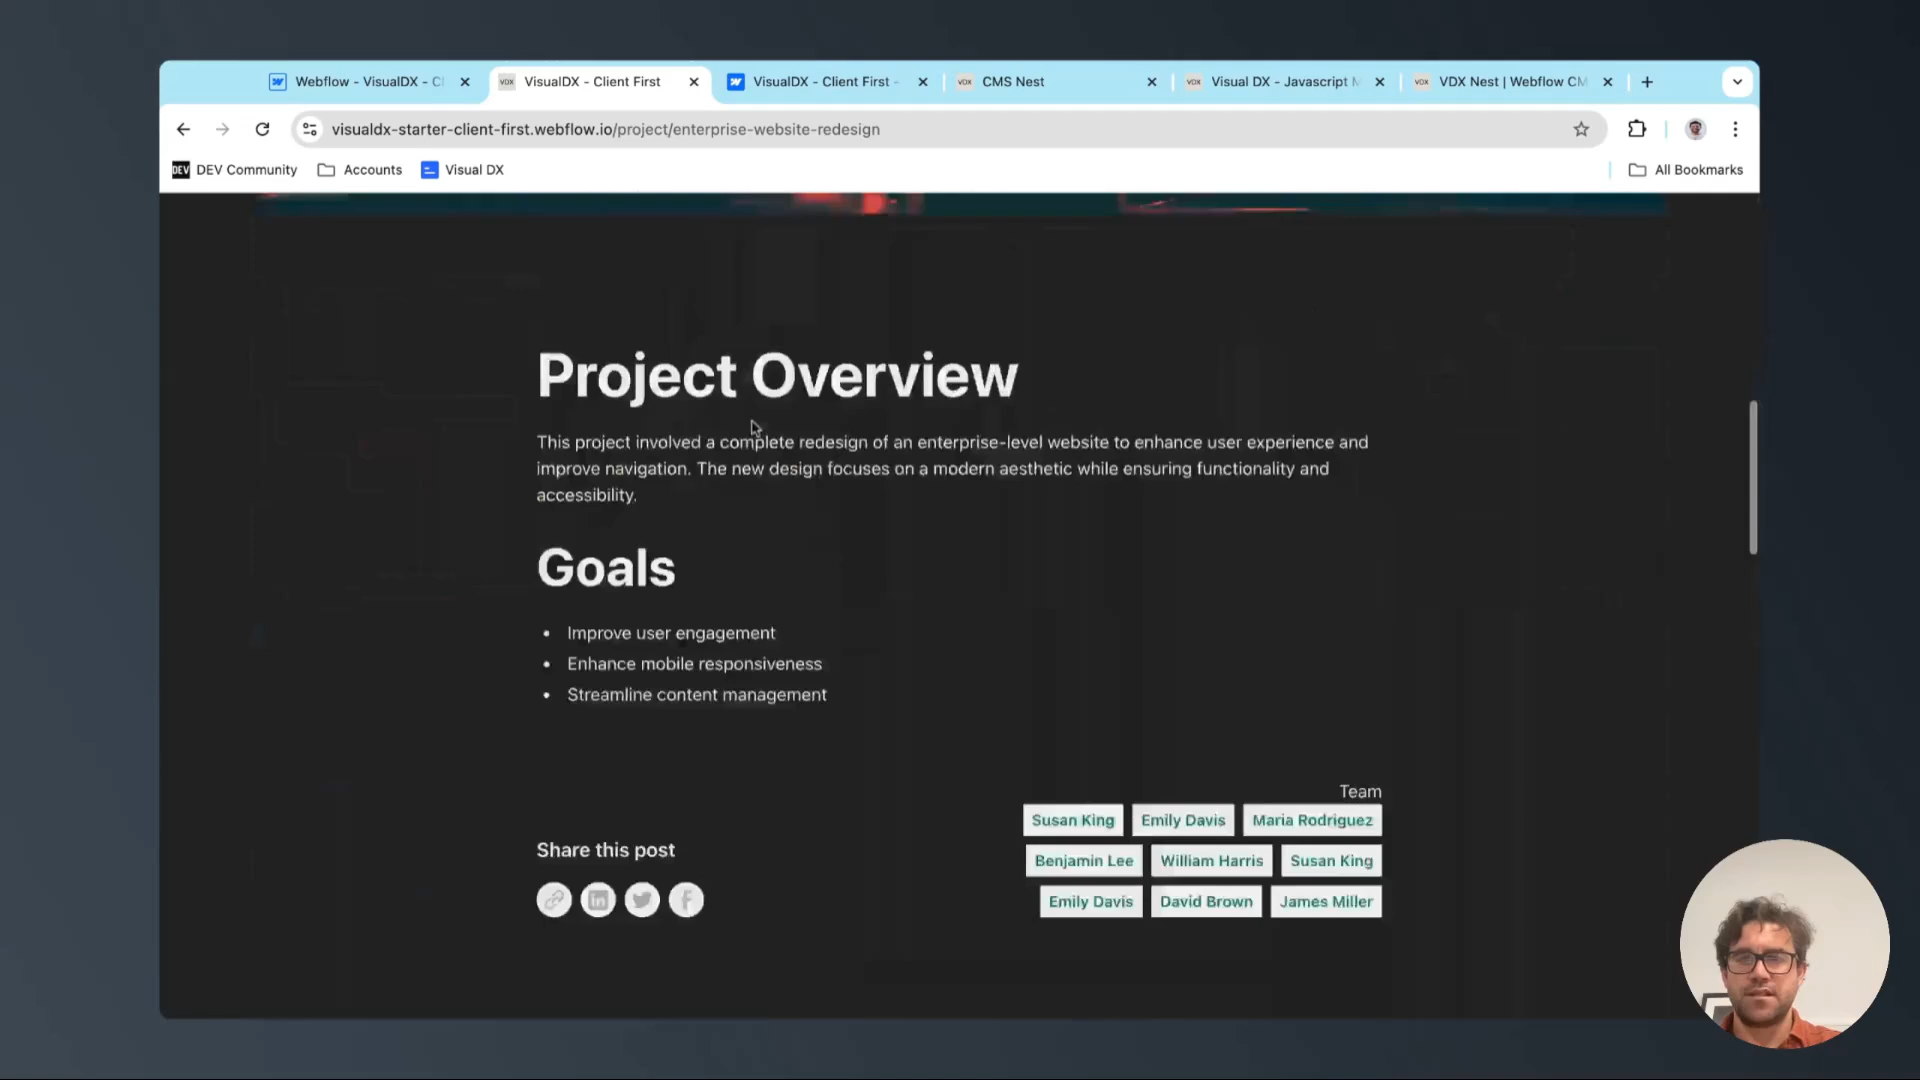 Webflow - VisualDX - Cl
VisualDX - Client First
VisualDX - Client First -
VDX CMS Nest
VDX Visual DX - Javascript M
VDX VDX Nest | Webflow CM
visualdx-starter-client-first.webflow.io/project/enterprise-website-redesign
DEV DEV Community
Accounts
Visual DX
All Bookmarks
Project Overview
This project involved a complete redesign of an enterprise-level website to enhance user experience and
improve navigation. The new design focuses on a modern aesthetic while ensuring functionality and
accessibility.
Goals
• Improve user engagement
• Enhance mobile responsiveness
• Streamline content management
Share this post
Team
Susan King Emily Davis Maria Rodriguez
Benjamin Lee William Harris Susan King
Emily Davis David Brown James Miller